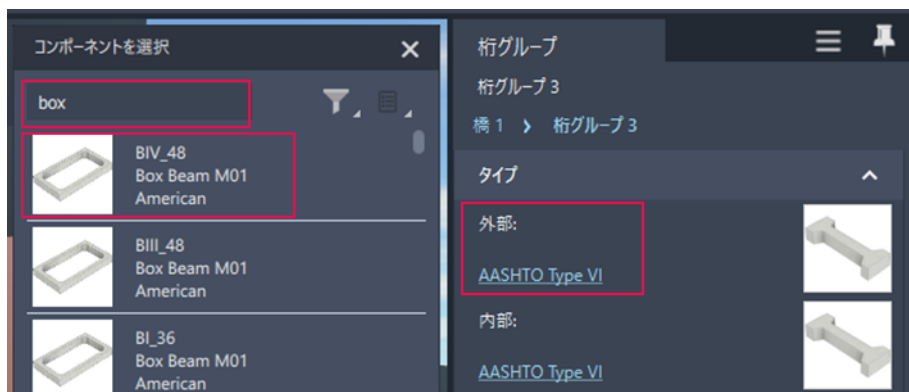 コンポーネントを選択
box
BIV_48
Box Beam M01
American
BIII_48
Box Beam M01
American
BI_36
Box Beam M01
American
桁グループ
桁グループ 3
橋 1 › 桁グループ 3
タイプ
外部:
AASHTO Type VI
内部:
AASHTO Type VI